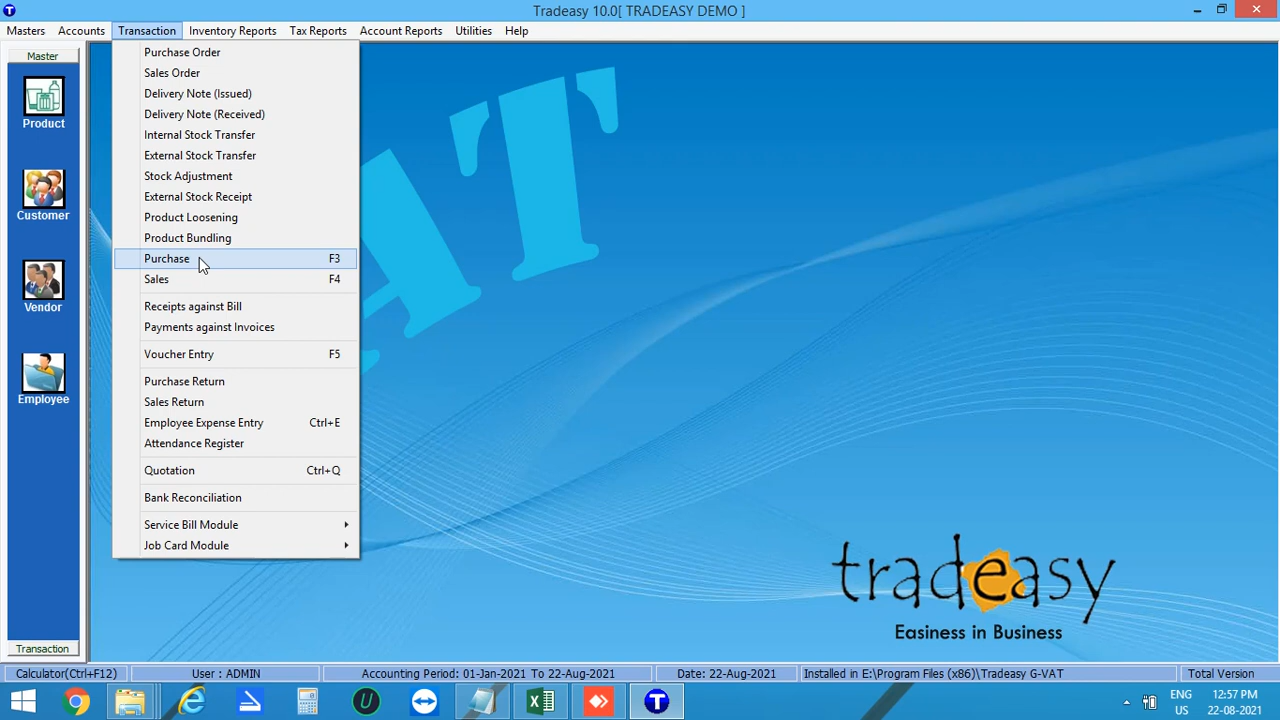 Tradeasy 10.0[ TRADEASY DEMO ]
Masters Accounts Transaction Inventory Reports Tax Reports Account Reports Utilities Help
Master
Product
Customer
Vendor
Employee
Transaction
Purchase Order
Sales Order
Delivery Note (Issued)
Delivery Note (Received)
Internal Stock Transfer
External Stock Transfer
Stock Adjustment
External Stock Receipt
Product Loosening
Product Bundling
Purchase F3
Sales F4
Receipts against Bill
Payments against Invoices
Voucher Entry F5
Purchase Return
Sales Return
Employee Expense Entry Ctrl+E
Attendance Register
Quotation Ctrl+Q
Bank Reconciliation
Service Bill Module
Job Card Module
AT
tradeasy
Easiness in Business
Calculator(Ctrl+F12) User : ADMIN Accounting Period: 01-Jan-2021 To 22-Aug-2021 Date: 22-Aug-2021 Installed in E:\Program Files (x86)\Tradeasy G-VAT Total Version
ENG 12:57 PM
US 22-08-2021